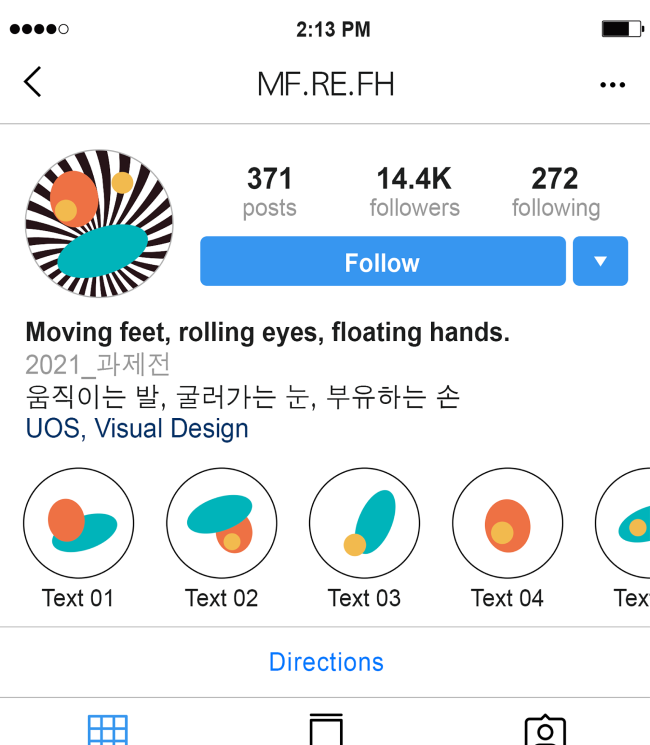 2:13 PM
MF.RE.FH
371 14.4K 272
posts followers following
Follow
Moving feet, rolling eyes, floating hands.
2021_과제전
움직이는 발, 굴러가는 눈, 부유하는 손
UOS, Visual Design
Text 01 Text 02 Text 03 Text 04 Tex
Directions